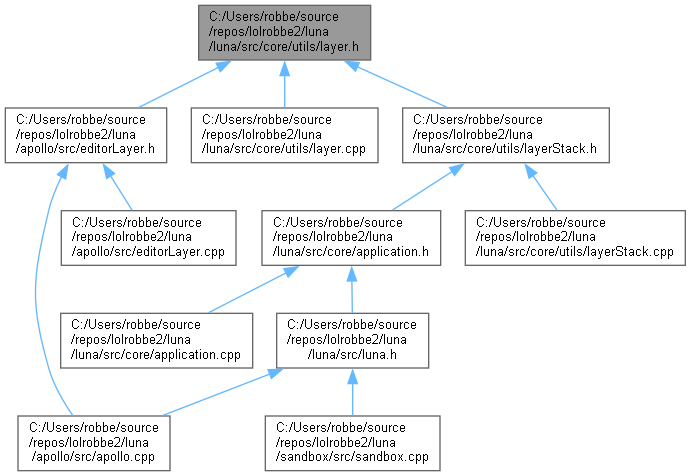 C:/Users/robbe/source
/repos/lolrobbe2/luna
/luna/src/core/utils/layer.h
C:/Users/robbe/source
/repos/lolrobbe2/luna
/apollo/src/editorLayer.h
C:/Users/robbe/source
/repos/lolrobbe2/luna
/luna/src/core/utils/layer.cpp
C:/Users/robbe/source
/repos/lolrobbe2/luna
/luna/src/core/utils/layerStack.h
C:/Users/robbe/source
/repos/lolrobbe2/luna
/apollo/src/editorLayer.cpp
C:/Users/robbe/source
/repos/lolrobbe2/luna
/luna/src/core/application.h
C:/Users/robbe/source
/repos/lolrobbe2/luna
/luna/src/core/utils/layerStack.cpp
C:/Users/robbe/source
/repos/lolrobbe2/luna
/luna/src/core/application.cpp
C:/Users/robbe/source
/repos/lolrobbe2/luna
/luna/src/luna.h
C:/Users/robbe/source
/repos/lolrobbe2/luna
/apollo/src/apollo.cpp
C:/Users/robbe/source
/repos/lolrobbe2/luna
/sandbox/src/sandbox.cpp